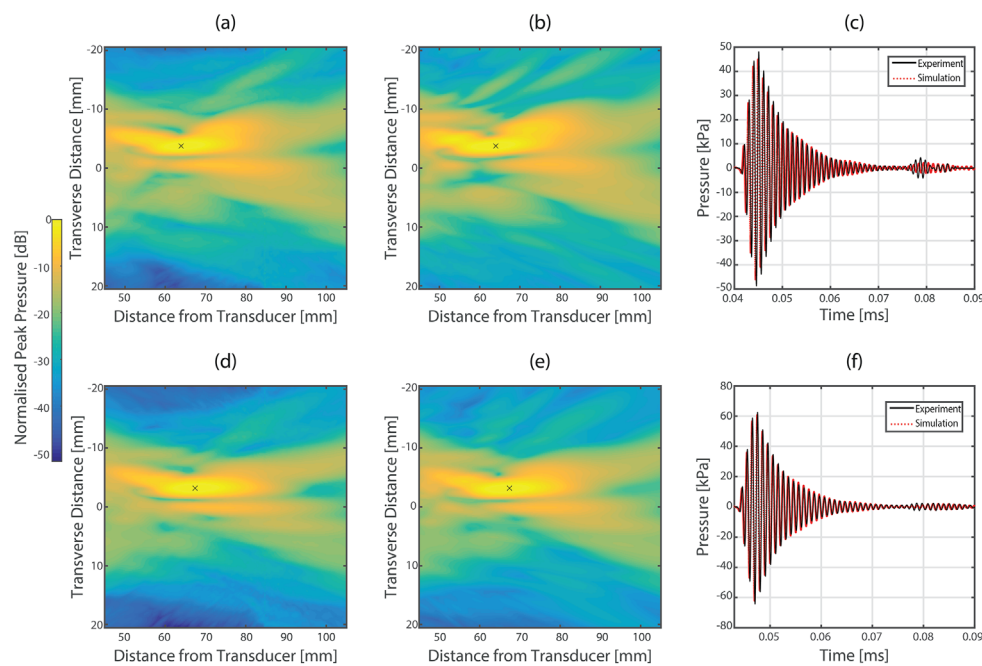 (a)
(b)
(c)
-20
-10
0
10
20
50 60 70 80 90 100
Transverse Distance [mm]
Distance from Transducer [mm]
-20
-10
0
10
20
50 60 70 80 90 100
Transverse Distance [mm]
Distance from Transducer [mm]
50
40
30
20
10
0
-10
-20
-30
-40
-50
0.04 0.05 0.06 0.07 0.08 0.09
Pressure [kPa]
Time [ms]
Experiment
Simulation
Normalised Peak Pressure [dB]
0
-10
-20
-30
-40
-50
(d)
(e)
(f)
-20
-10
0
10
20
50 60 70 80 90 100
Transverse Distance [mm]
Distance from Transducer [mm]
-20
-10
0
10
20
50 60 70 80 90 100
Transverse Distance [mm]
Distance from Transducer [mm]
80
60
40
20
0
-20
-40
-60
-80
0.05 0.06 0.07 0.08 0.09
Pressure [kPa]
Time [ms]
Experiment
Simulation